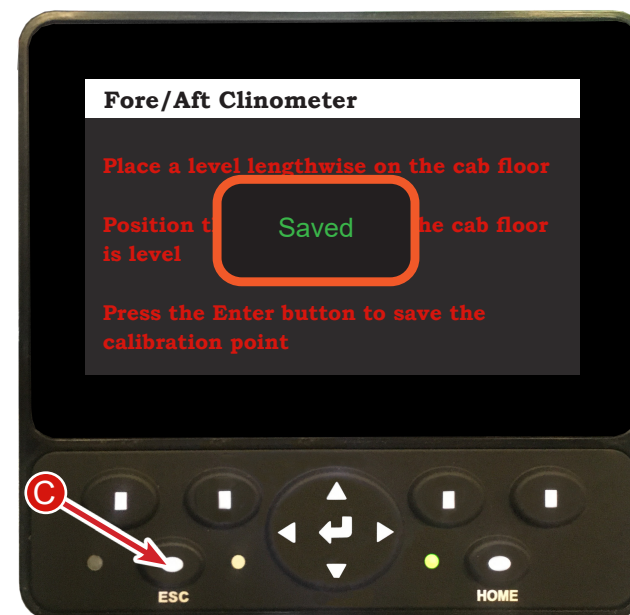 Fore/Aft Clinometer
Place a level lengthwise on the cab floor
Position t
Saved
he cab floor
is level
Press the Enter button to save the
calibration point
C
ESC
HOME